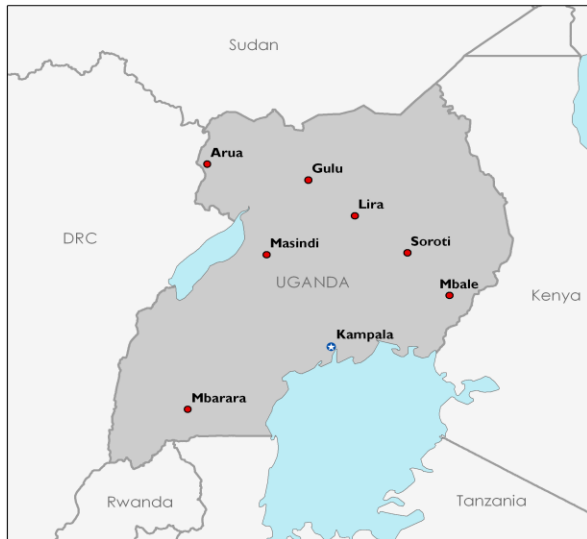 Sudan
Arua
Gulu
Lira
DRC
Masindi
Soroti
UGANDA
Mbale
Kenya
Kampala
Mbarara
Rwanda
Tanzania